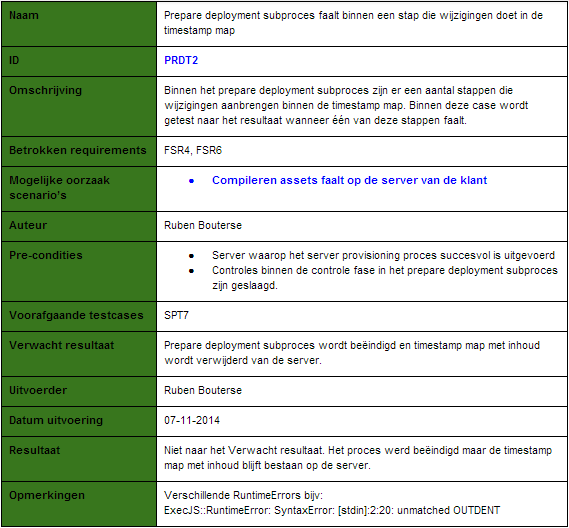 Naam
Prepare deployment subproces faalt binnen een stap die wijzigingen doet in de
timestamp map
ID
PRDT2
Omschrijving
Binnen het prepare deployment subproces zijn er een aantal stappen die
wijzigingen aanbrengen binnen de timestamp map. Binnen deze case wordt
getest naar het resultaat wanneer één van deze stappen faalt.
Betrokken requirements
FSR4, FSR6
Mogelijke oorzaak
scenario's
● Compileren assets faalt op de server van de klant
Auteur
Ruben Bouterse
Pre-condities
● Server waarop het server provisioning proces succesvol is uitgevoerd
● Controles binnen de controle fase in het prepare deployment subproces
zijn geslaagd.
Voorafgaande testcases
SPT7
Verwacht resultaat
Prepare deployment subproces wordt beëindigd en timestamp map met inhoud
wordt verwijderd van de server.
Uitvoerder
Ruben Bouterse
Datum uitvoering
07-11-2014
Resultaat
Niet naar het Verwacht resultaat. Het proces werd beëindigd maar de timestamp
map met inhoud blijft bestaan op de server.
Opmerkingen
Verschillende RuntimeErrors bijv:
ExecJS::RuntimeError: SyntaxError: [stdin]:2:20: unmatched OUTDENT